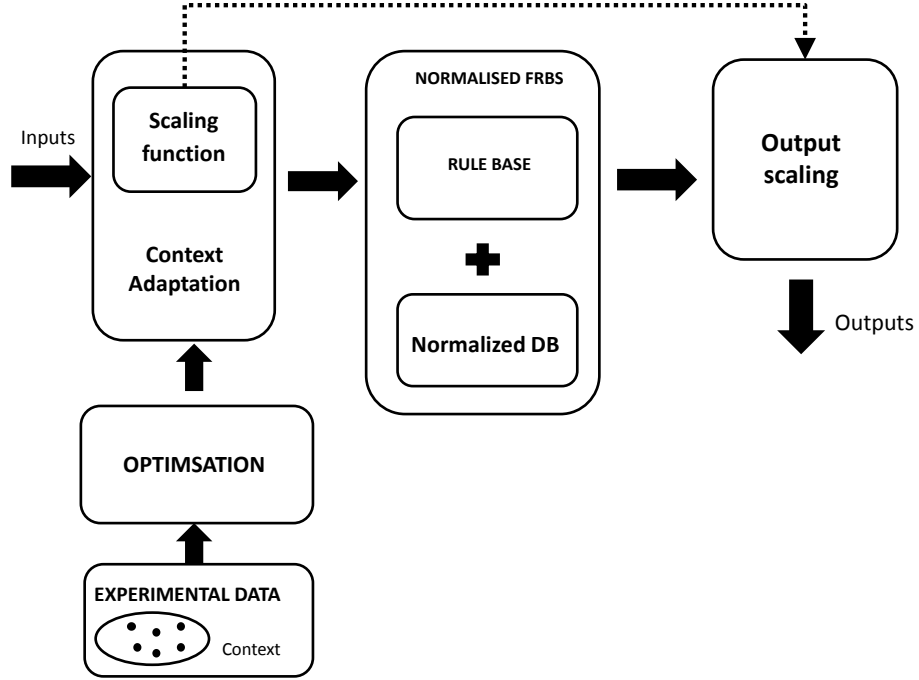 Inputs
Scaling
function
Context
Adaptation
NORMALISED FRBS
RULE BASE
Normalized DB
Output
scaling
Outputs
OPTIMSATION
EXPERIMENTAL DATA
Context